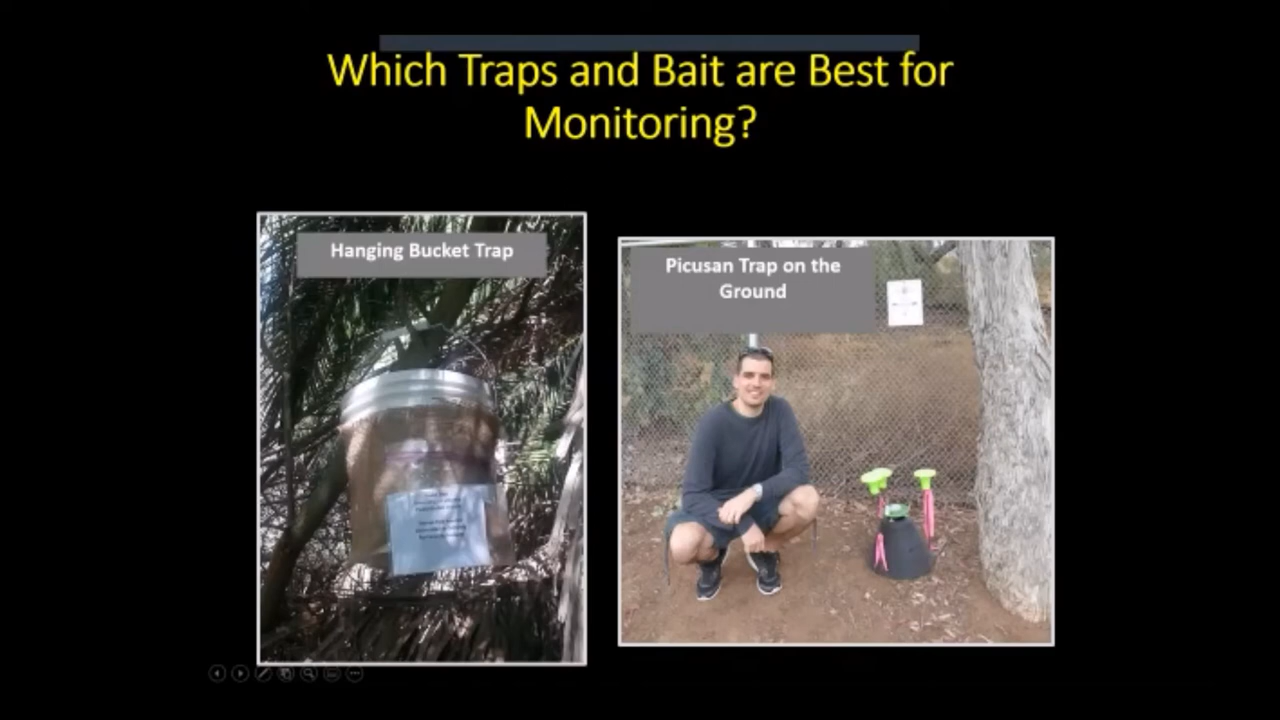 Which Traps and Bait are Best for
Monitoring?
Hanging Bucket Trap
Picusan Trap on the
Ground